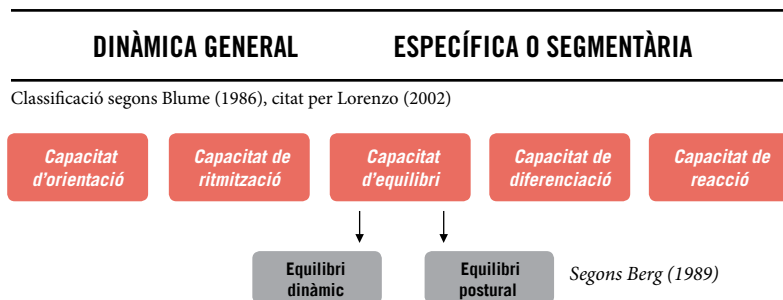 DINÀMICA GENERAL ESPECÍFICA O SEGMENTÀRIA
Classificació segons Blume (1986), citat per Lorenzo (2002)
Capacitat d'orientació
Capacitat de ritmització
Capacitat d'equilibri
Capacitat de diferenciació
Capacitat de reacció
Equilibri dinàmic
Equilibri postural
Segons Berg (1989)